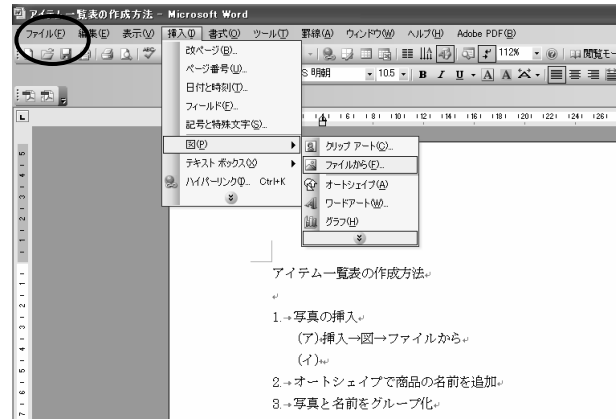 アイテム一覧表の作成方法 - Microsoft Word
ファイル(F) 編集(E) 表示(V) 挿入(I) 書式(O) ツール(T) 罫線(A) ウィンドウ(W) ヘルプ(H) Adobe PDF(B)
改ページ(B)...
112%
閲覧モー
ページ番号(U)...
S 明朝 10.5 B I U A A
日付と時刻(T)...
フィールド(F)...
記号と特殊文字(S)...
図(P)
クリップ アート(C)...
テキスト ボックス(X)
ファイルから(F)...
ハイパーリンク(I)... Ctrl+K
オートシェイプ(A)
ワードアート(W)...
グラフ(H)
アイテム一覧表の作成方法
1.→写真の挿入
(ア)挿入→図→ファイルから
(イ)
2.→オートシェイプで商品の名前を追加
3.→写真と名前をグループ化